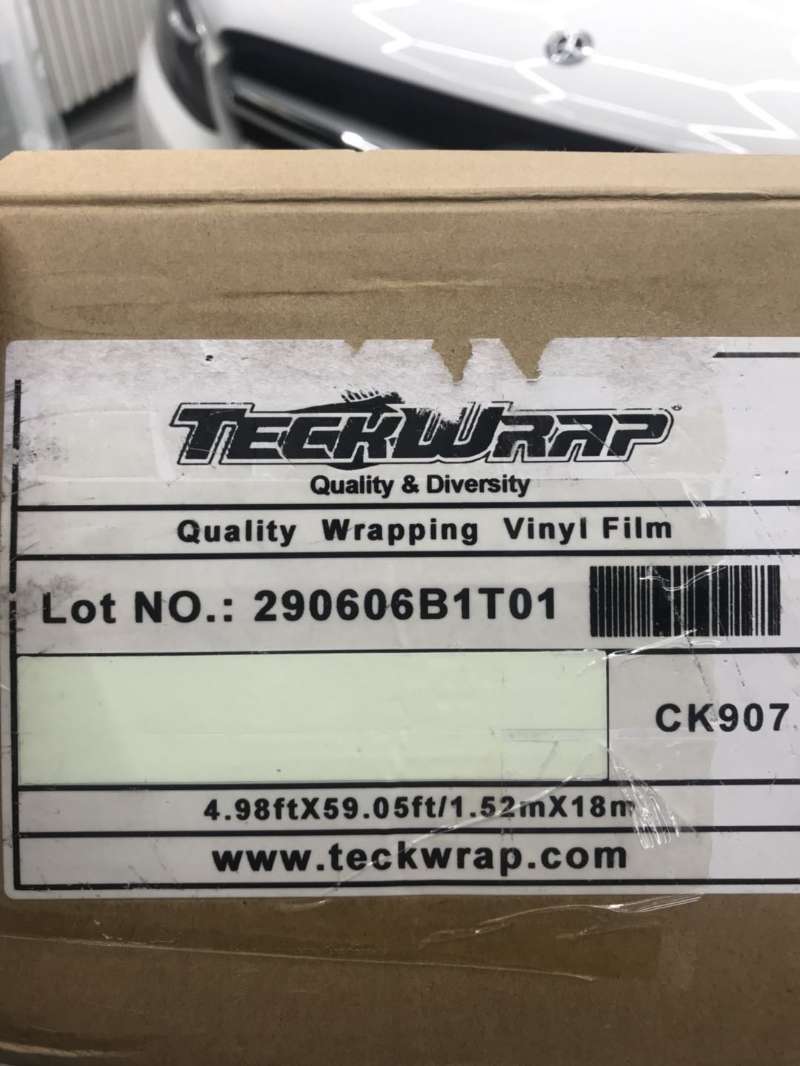 TECKWRAP
Quality & Diversity
Quality Wrapping Vinyl Film
Lot NO.: 290606B1T01
CK907
4.98ftX59.05ft/1.52mX18m
www.teckwrap.com